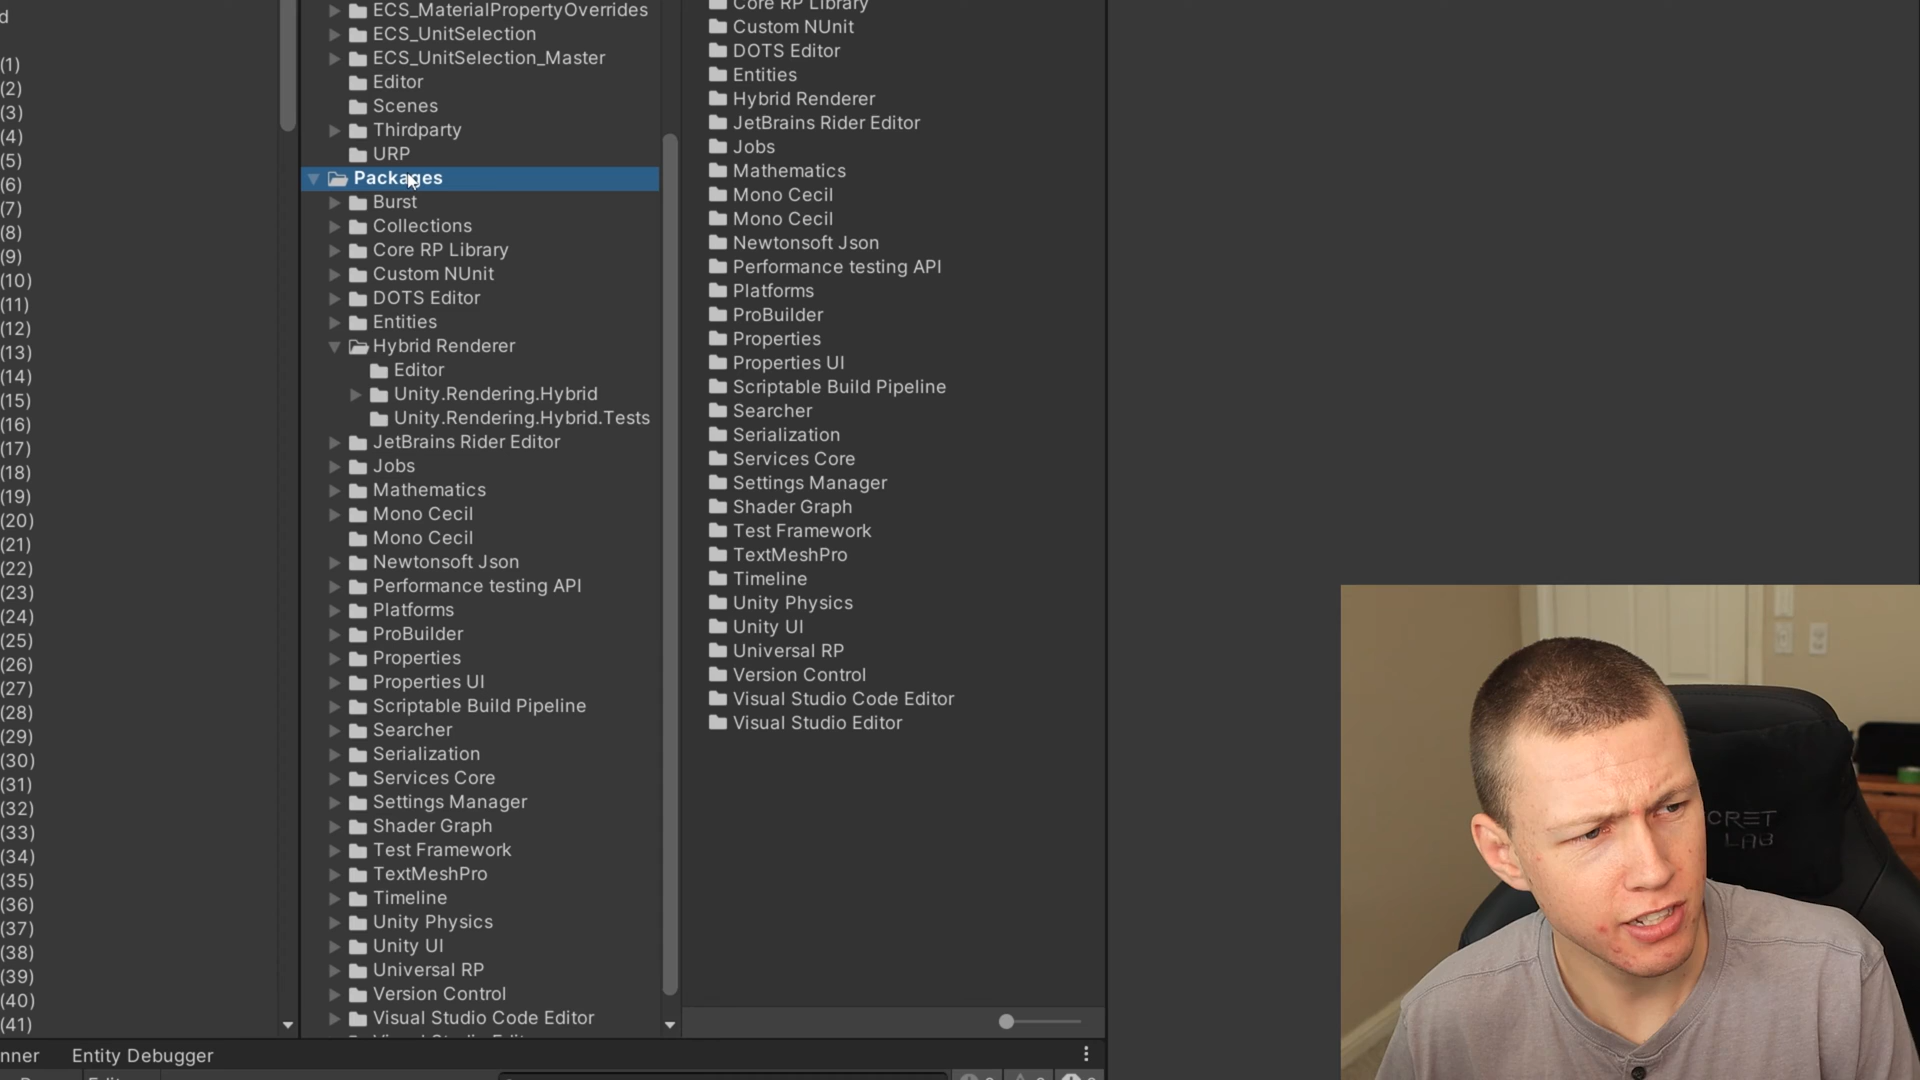 d
(1)
(2)
(3)
(4)
(5)
(6)
(7)
(8)
(9)
(10)
(11)
(12)
(13)
(14)
(15)
(16)
(17)
(18)
(19)
(20)
(21)
(22)
(23)
(24)
(25)
(26)
(27)
(28)
(29)
(30)
(31)
(32)
(33)
(34)
(35)
(36)
(37)
(38)
(39)
(40)
(41)
ECS_MaterialPropertyOverrides
ECS_UnitSelection
ECS_UnitSelection_Master
Editor
Scenes
Thirdparty
URP
Packages
Burst
Collections
Core RP Library
Custom NUnit
DOTS Editor
Entities
Hybrid Renderer
Editor
Unity.Rendering.Hybrid
Unity.Rendering.Hybrid.Tests
JetBrains Rider Editor
Jobs
Mathematics
Mono Cecil
Mono Cecil
Newtonsoft Json
Performance testing API
Platforms
ProBuilder
Properties
Properties UI
Scriptable Build Pipeline
Searcher
Serialization
Services Core
Settings Manager
Shader Graph
Test Framework
TextMeshPro
Timeline
Unity Physics
Unity UI
Universal RP
Version Control
Visual Studio Code Editor
Core RP Library
Custom NUnit
DOTS Editor
Entities
Hybrid Renderer
JetBrains Rider Editor
Jobs
Mathematics
Mono Cecil
Mono Cecil
Newtonsoft Json
Performance testing API
Platforms
ProBuilder
Properties
Properties UI
Scriptable Build Pipeline
Searcher
Serialization
Services Core
Settings Manager
Shader Graph
Test Framework
TextMeshPro
Timeline
Unity Physics
Unity UI
Universal RP
Version Control
Visual Studio Code Editor
Visual Studio Editor
nner Entity Debugger
CRET
LAB